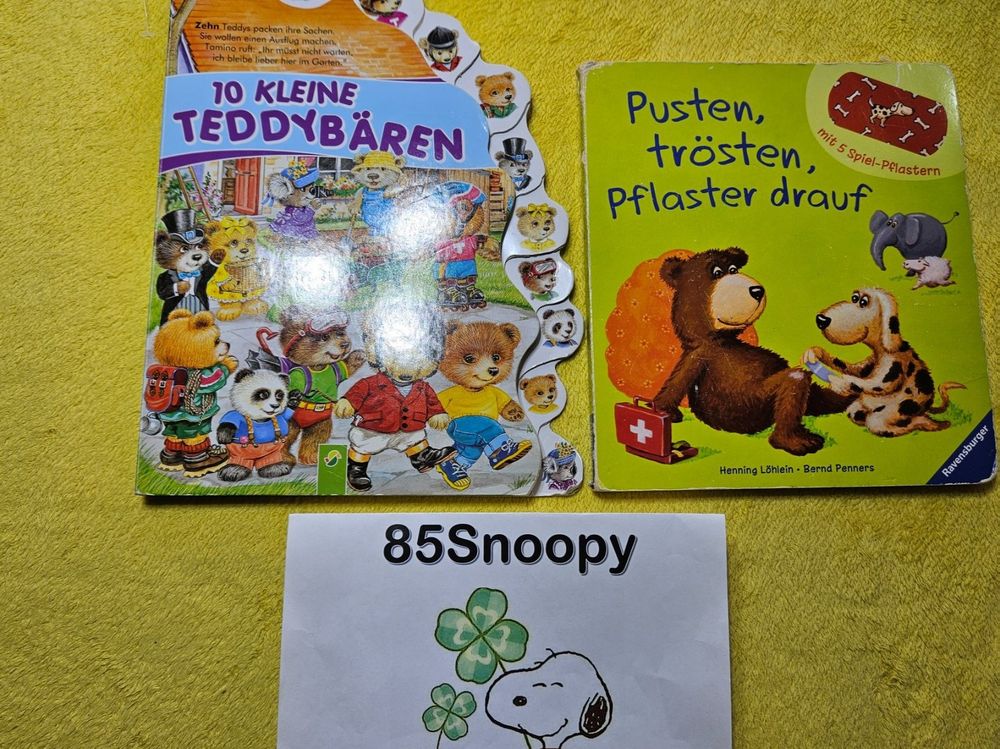 Zehn Teddys packen ihre Sachen.
Sie wollen einen Ausflug machen.
Tamino ruft: „Ihr müsst nicht warten,
ich bleibe lieber hier im Garten."
10 KLEINE
TEDDYBÄREN
Pusten,
trösten,
Pflaster drauf
mit 5 Spiel-Pflastern
Henning Löhlein · Bernd Penners
Ravensburger
85Snoopy